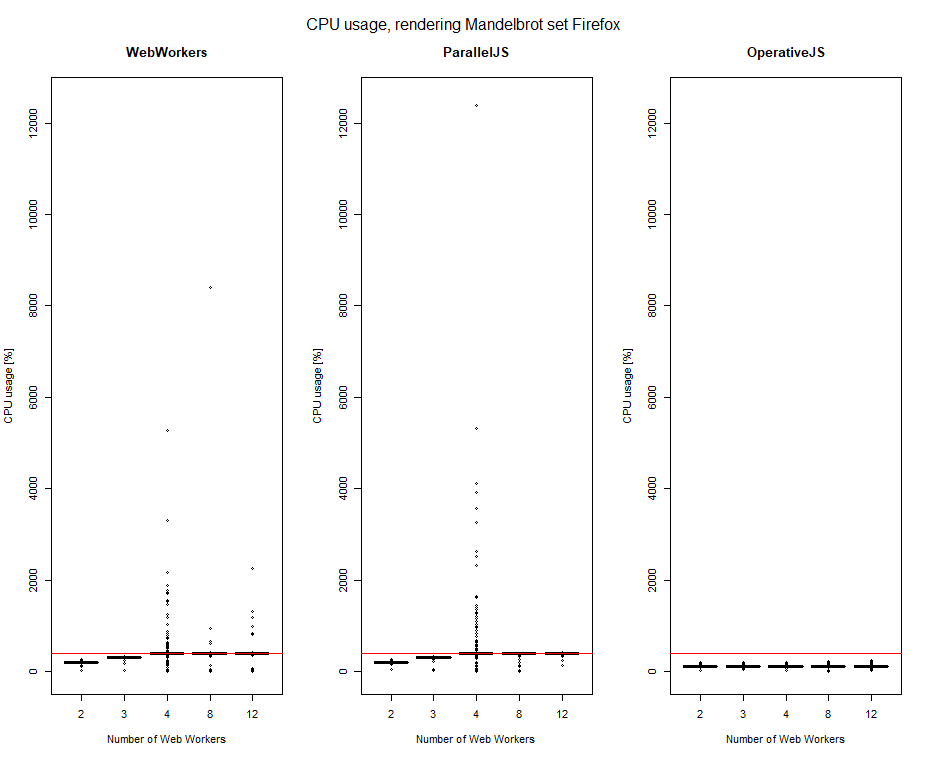 CPU usage, rendering Mandelbrot set Firefox
WebWorkers
CPU usage [%]
12000
10000
8000
6000
4000
2000
0
2 3 4 8 12
Number of Web Workers
ParallelJS
CPU usage [%]
12000
10000
8000
6000
4000
2000
0
2 3 4 8 12
Number of Web Workers
OperativeJS
CPU usage [%]
12000
10000
8000
6000
4000
2000
0
2 3 4 8 12
Number of Web Workers